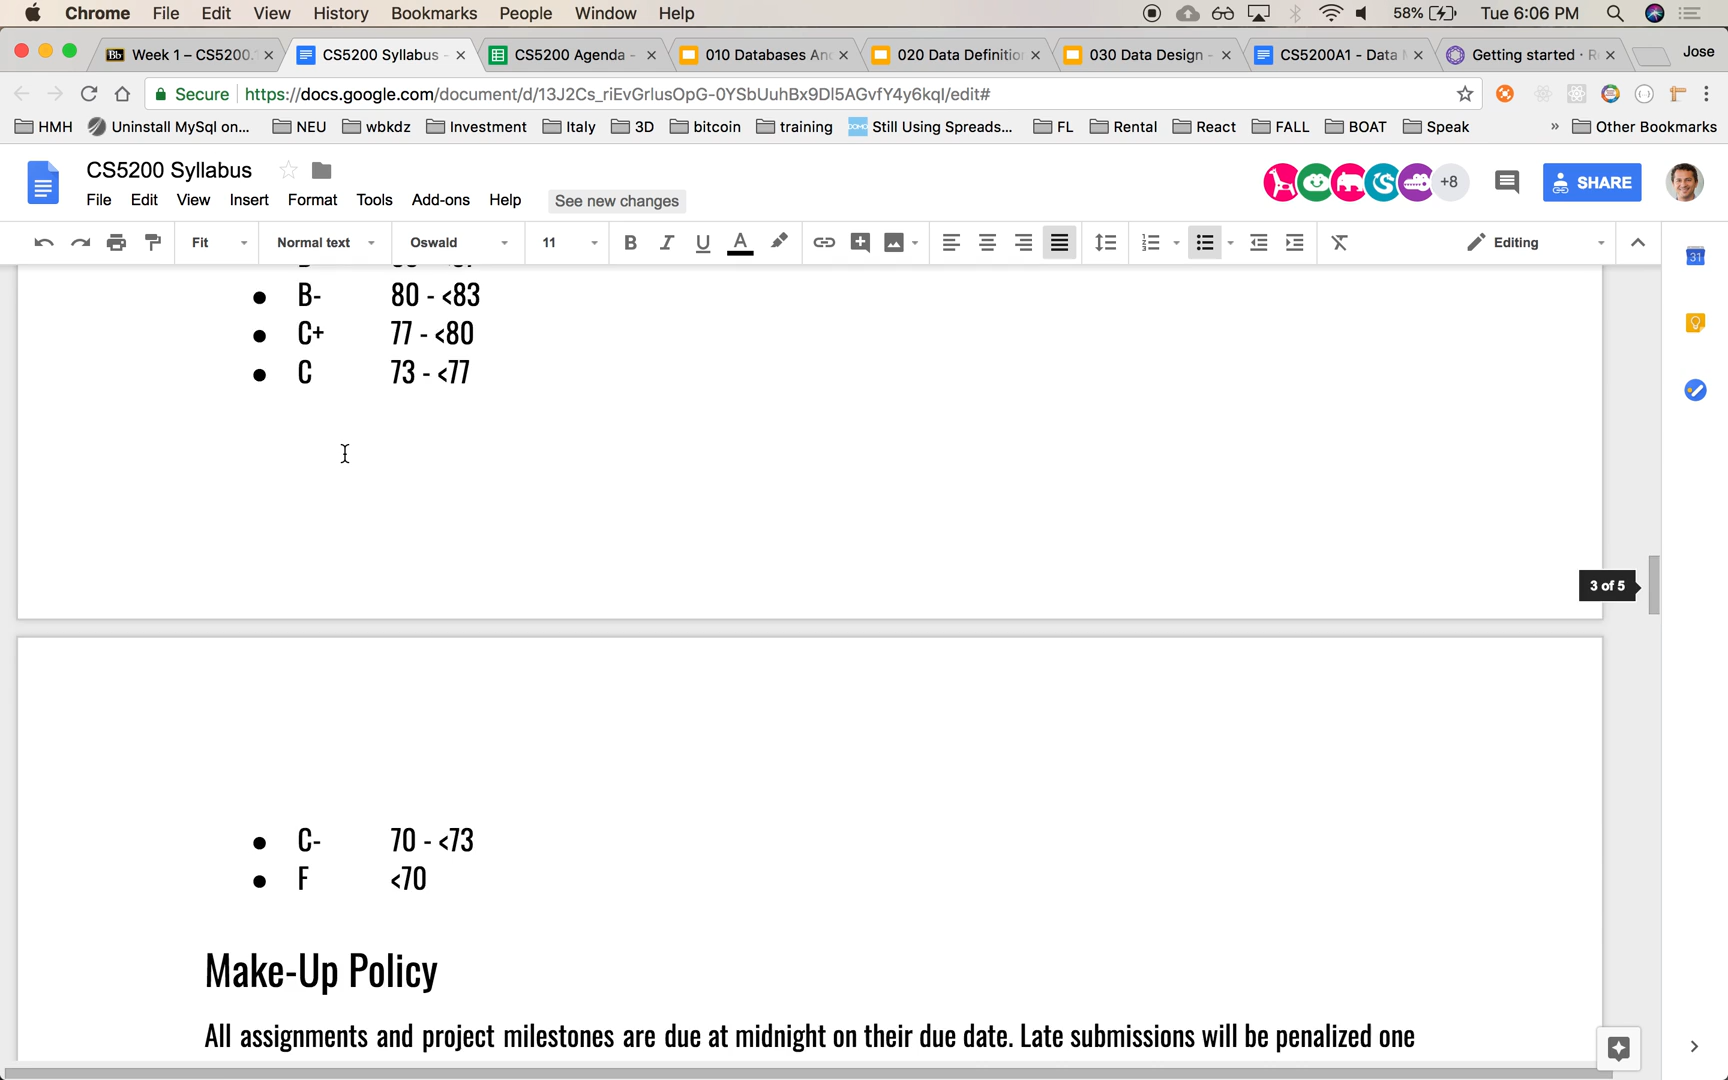 Chrome File Edit View History Bookmarks People Window Help 58% Tue 6:06 PM
Bb Week 1 – CS5200. CS5200 Syllabus - CS5200 Agenda - 010 Databases An 020 Data Definition 030 Data Design - CS5200A1 - Data M Getting started · R Jose
Secure https://docs.google.com/document/d/13J2Cs_riEvGrlusOpG-0YSbUuhBx9Dl5AGvfY4y6kqI/edit#
HMH Uninstall MySql on... NEU wbkdz Investment Italy 3D bitcoin training DOMO Still Using Spreads... FL Rental React FALL BOAT Speak » Other Bookmarks
CS5200 Syllabus
+8 SHARE
File Edit View Insert Format Tools Add-ons Help See new changes
Fit Normal text Oswald 11 B I U A Editing
31
● B- 80 - <83
● C+ 77 - <80
● C 73 - <77
3 of 5
● C- 70 - <73
● F <70
Make-Up Policy
All assignments and project milestones are due at midnight on their due date. Late submissions will be penalized one